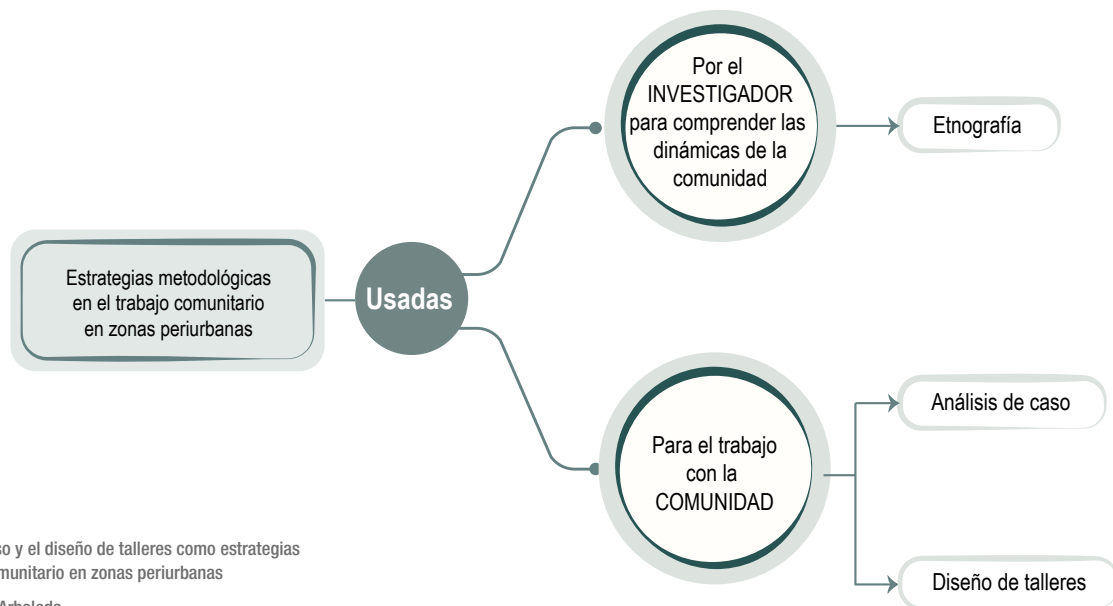 Por el
INVESTIGADOR
para comprender las
dinámicas de la
comunidad
Etnografía
Estrategias metodológicas
en el trabajo comunitario
en zonas periurbanas
Usadas
Para el trabajo
con la
COMUNIDAD
Análisis de caso
Diseño de talleres
so y el diseño de talleres como estrategias
munitario en zonas periurbanas